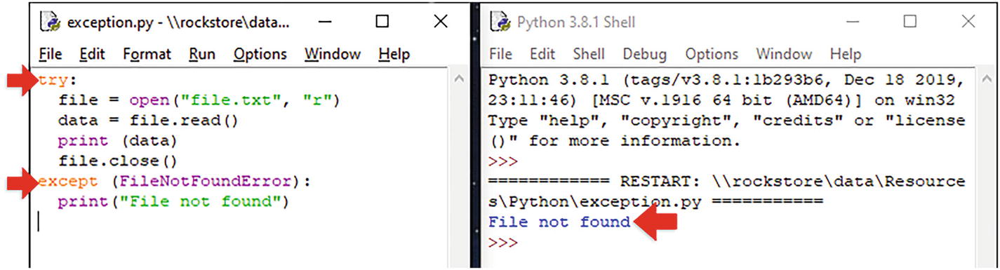 exception.py - \\rockstore\data...
File Edit Format Run Options Window Help
try:
  file = open("file.txt", "r")
  data = file.read()
  print (data)
  file.close()
except (FileNotFoundError):
  print("File not found")
Python 3.8.1 Shell
File Edit Shell Debug Options Window Help
Python 3.8.1 (tags/v3.8.1:1b293b6, Dec 18 2019,
23:11:46) [MSC v.1916 64 bit (AMD64)] on win32
Type "help", "copyright", "credits" or "license
()" for more information.
>>>
============ RESTART: \\rockstore\data\Resource
s\Python\exception.py ===========
File not found
>>>